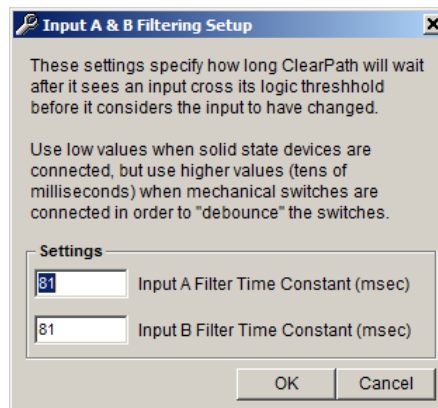 Input A & B Filtering Setup
These settings specify how long ClearPath will wait
after it sees an input cross its logic threshhold
before it considers the input to have changed.
Use low values when solid state devices are
connected, but use higher values (tens of
milliseconds) when mechanical switches are
connected in order to "debounce" the switches.
Settings
81 Input A Filter Time Constant (msec)
81 Input B Filter Time Constant (msec)
OK Cancel